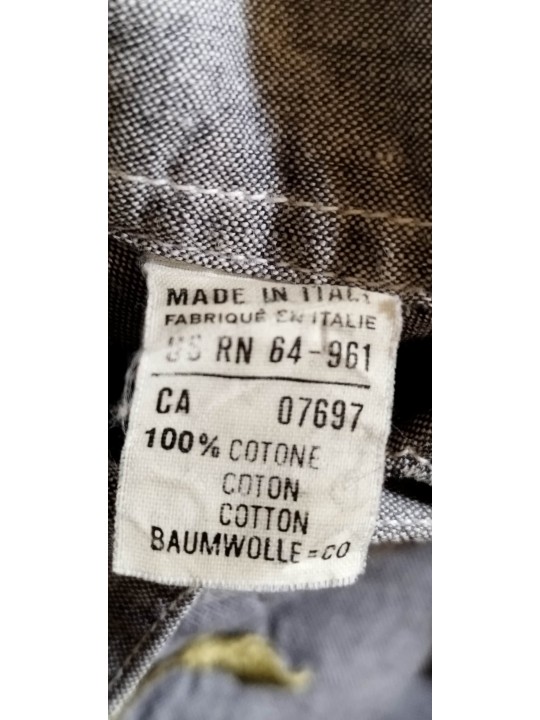 MADE IN ITALY
FABRIQUÉ EN ITALIE
US RN 64-961
CA 07697
100% COTONE
COTON
COTTON
BAUMWOLLE=CO